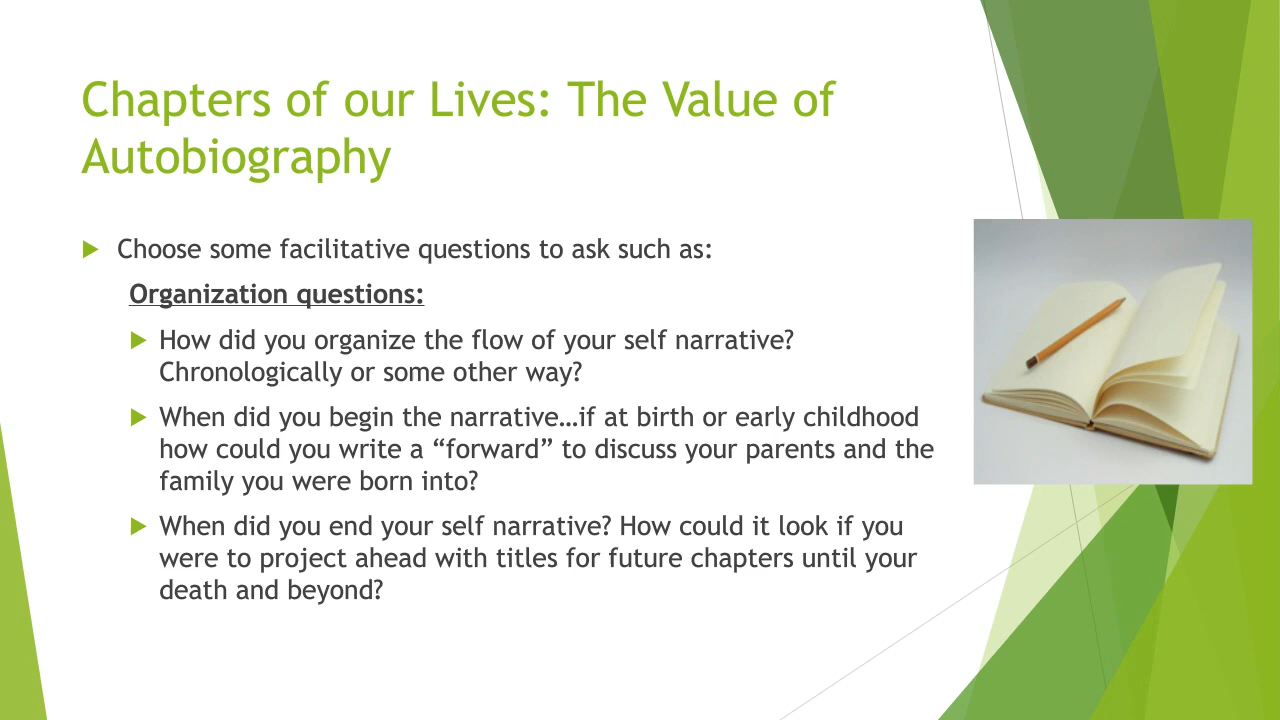 Chapters of our Lives: The Value of
Autobiography
Choose some facilitative questions to ask such as:
Organization questions:
How did you organize the flow of your self narrative?
Chronologically or some other way?
When did you begin the narrative…if at birth or early childhood
how could you write a “forward” to discuss your parents and the
family you were born into?
When did you end your self narrative? How could it look if you
were to project ahead with titles for future chapters until your
death and beyond?